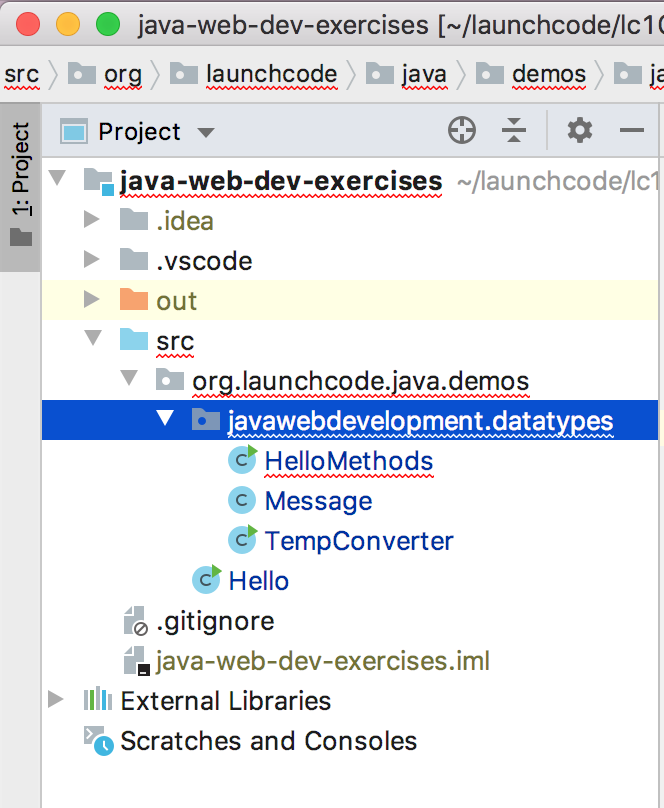 java-web-dev-exercises [~/launchcode/lc1
src org launchcode java demos
1: Project
Project
java-web-dev-exercises ~/launchcode/lc1
.idea
.vscode
out
src
org.launchcode.java.demos
javawebdevelopment.datatypes
HelloMethods
Message
TempConverter
Hello
.gitignore
java-web-dev-exercises.iml
External Libraries
Scratches and Consoles